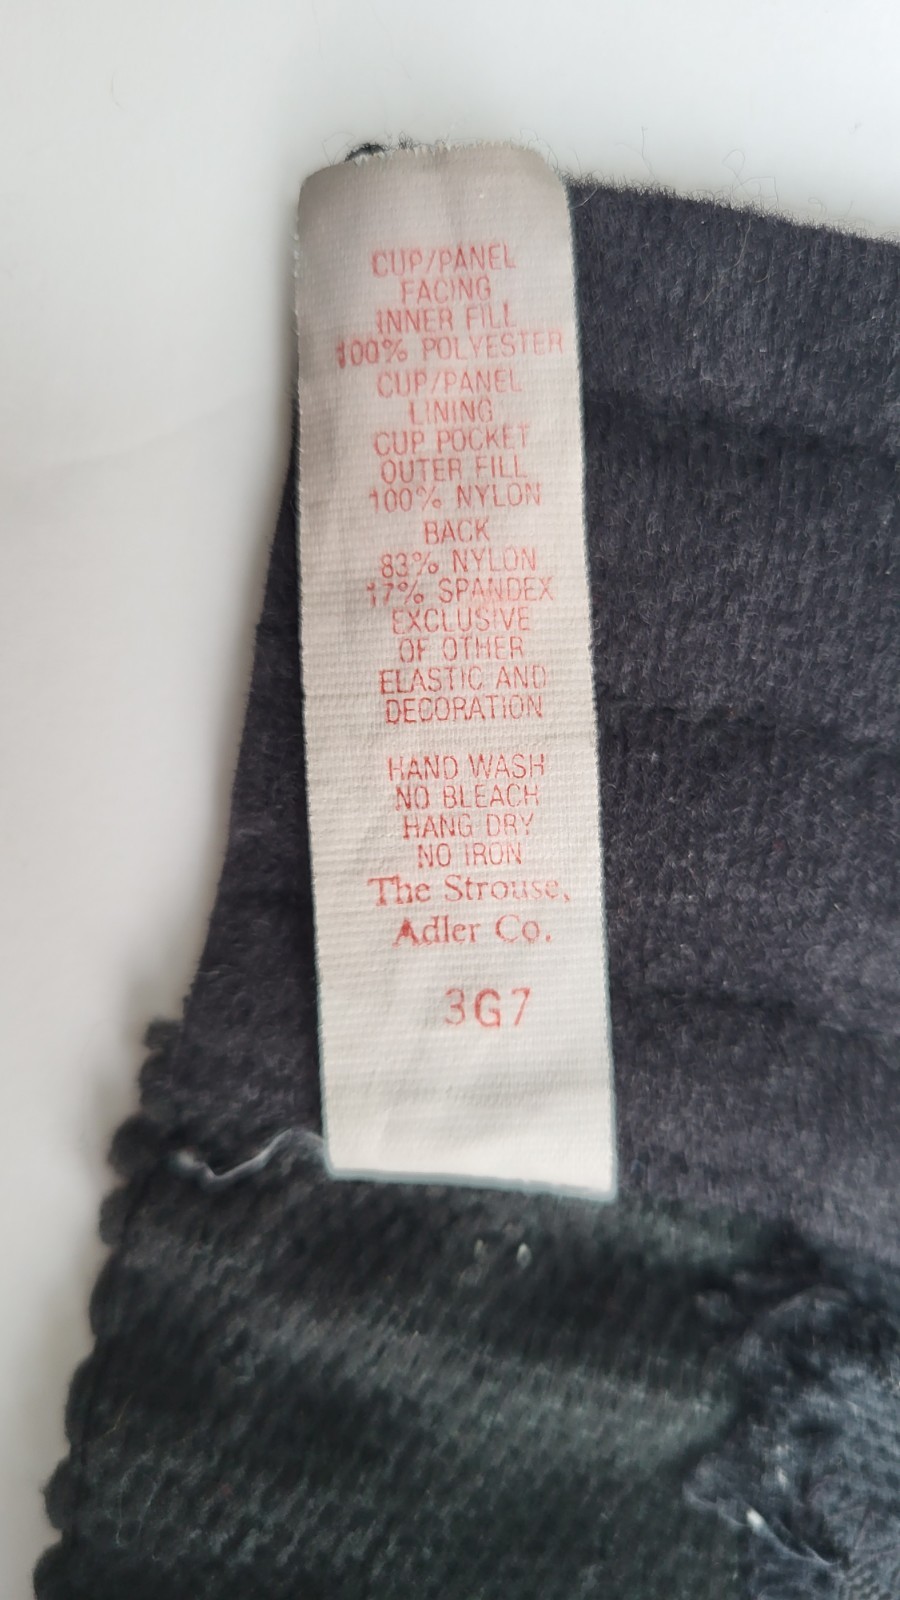 CUP/PANEL
FACING
INNER FILL
100% POLYESTER
CUP/PANEL
LINING
CUP POCKET
OUTER FILL
100% NYLON
BACK
83% NYLON
17% SPANDEX
EXCLUSIVE
OF OTHER
ELASTIC AND
DECORATION
HAND WASH
NO BLEACH
HANG DRY
NO IRON
The Strouse,
Adler Co.
3G7